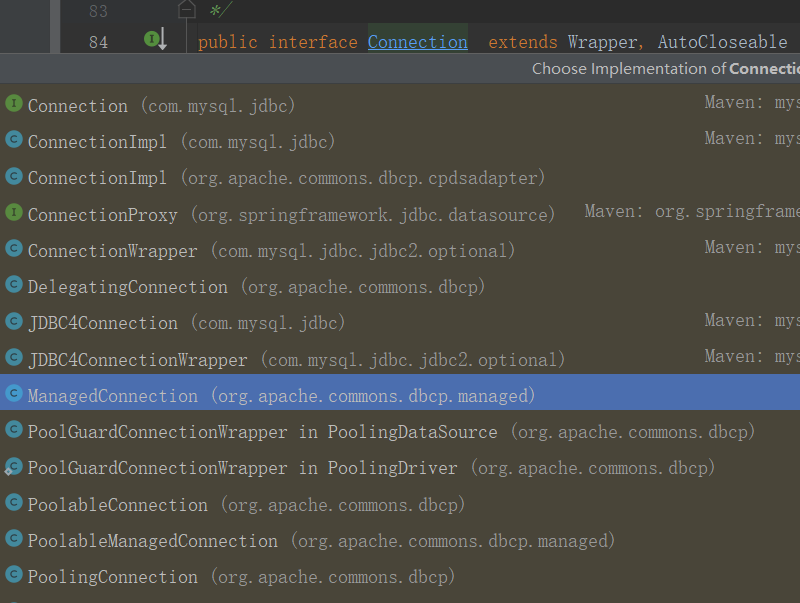 83 */
84 public interface Connection extends Wrapper, AutoCloseable
Choose Implementation of Connectio
Connection (com.mysql.jdbc) Maven: mys
ConnectionImpl (com.mysql.jdbc) Maven: mys
ConnectionImpl (org.apache.commons.dbcp.cpdsadapter)
ConnectionProxy (org.springframework.jdbc.datasource) Maven: org.springframe
ConnectionWrapper (com.mysql.jdbc.jdbc2.optional) Maven: mys
DelegatingConnection (org.apache.commons.dbcp)
JDBC4Connection (com.mysql.jdbc) Maven: mys
JDBC4ConnectionWrapper (com.mysql.jdbc.jdbc2.optional) Maven: mys
ManagedConnection (org.apache.commons.dbcp.managed)
PoolGuardConnectionWrapper in PoolingDataSource (org.apache.commons.dbcp)
PoolGuardConnectionWrapper in PoolingDriver (org.apache.commons.dbcp)
PoolableConnection (org.apache.commons.dbcp)
PoolableManagedConnection (org.apache.commons.dbcp.managed)
PoolingConnection (org.apache.commons.dbcp)